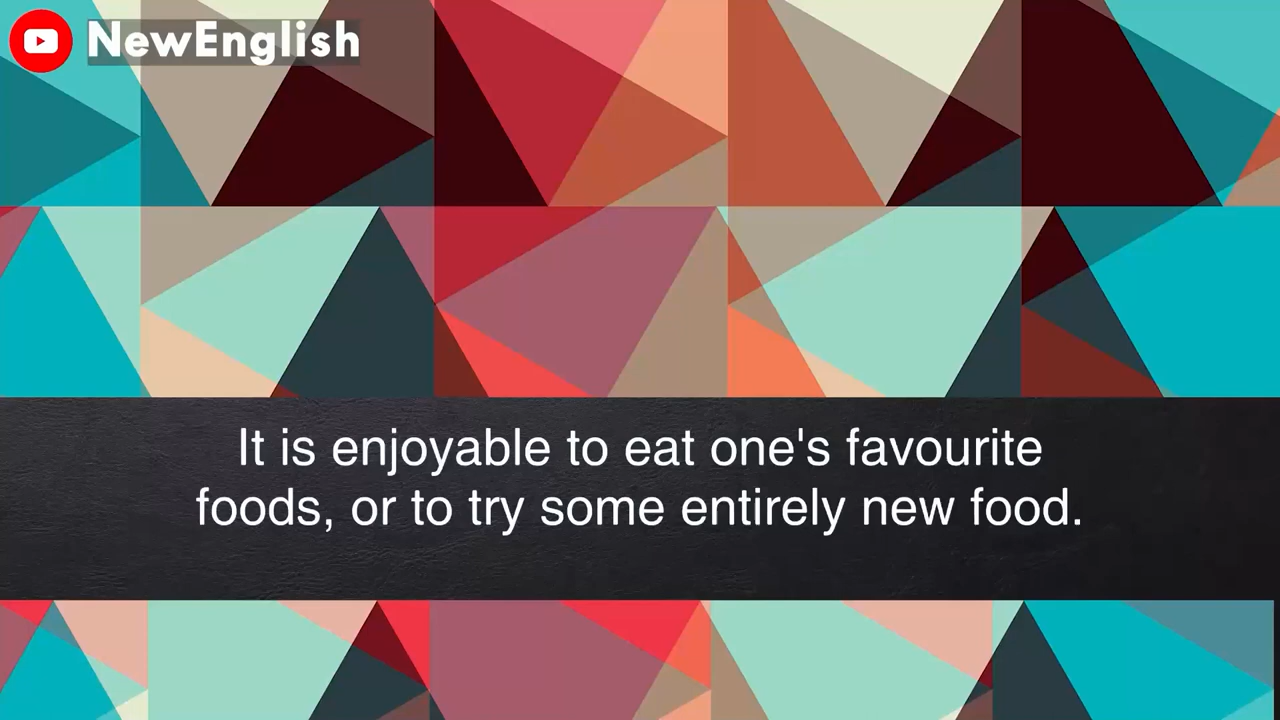 NewEnglish
It is enjoyable to eat one's favourite
foods, or to try some entirely new food.